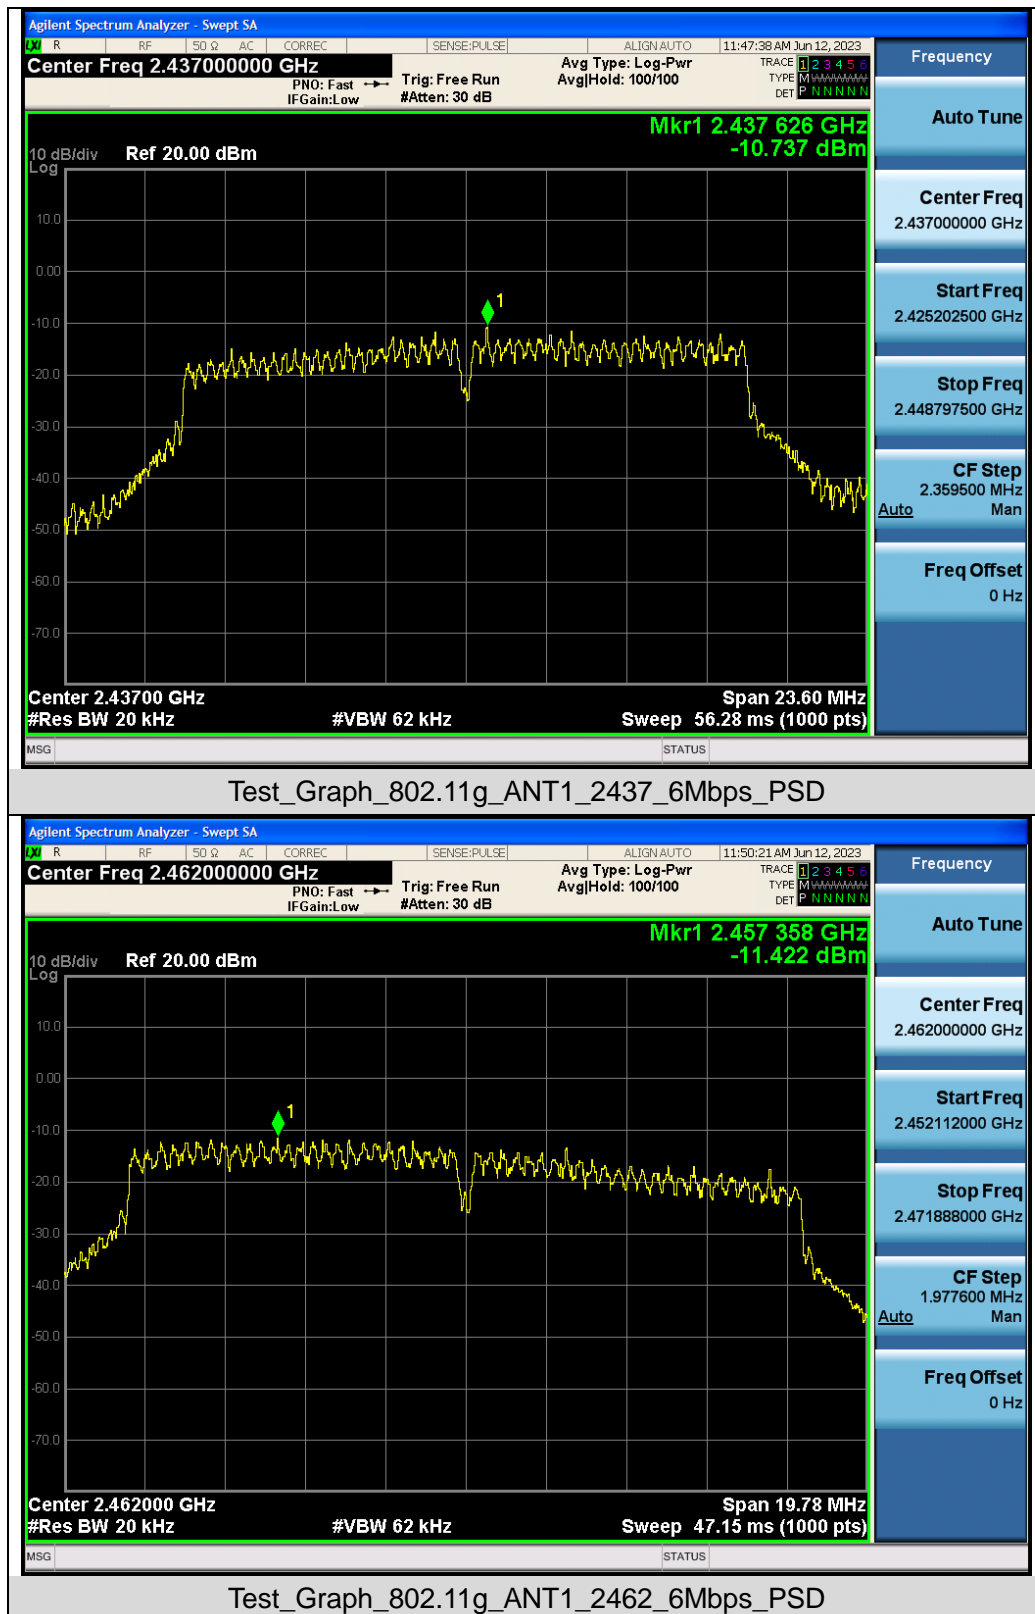 Agilent Spectrum Analyzer - Swept SA
LXI R RF 50 Ω AC CORREC SENSE:PULSE ALIGN AUTO 11:47:38 AM Jun 12, 2023
Center Freq 2.437000000 GHz
PNO: Fast
IFGain:Low
Trig: Free Run
#Atten: 30 dB
Avg Type: Log-Pwr
Avg|Hold: 100/100
TRACE 1 2 3 4 5 6
TYPE M WWWWW
DET P N N N N N
Mkr1 2.437 626 GHz
-10.737 dBm
10 dB/div Ref 20.00 dBm
Log
10.0
0.00
1
-10.0
-20.0
-30.0
-40.0
-50.0
-60.0
-70.0
Center 2.43700 GHz Span 23.60 MHz
#Res BW 20 kHz #VBW 62 kHz Sweep 56.28 ms (1000 pts)
MSG STATUS
Frequency
Auto Tune
Center Freq
2.437000000 GHz
Start Freq
2.425202500 GHz
Stop Freq
2.448797500 GHz
CF Step
2.359500 MHz
Auto Man
Freq Offset
0 Hz
Test_Graph_802.11g_ANT1_2437_6Mbps_PSD
Agilent Spectrum Analyzer - Swept SA
LXI R RF 50 Ω AC CORREC SENSE:PULSE ALIGN AUTO 11:50:21 AM Jun 12, 2023
Center Freq 2.462000000 GHz
PNO: Fast
IFGain:Low
Trig: Free Run
#Atten: 30 dB
Avg Type: Log-Pwr
Avg|Hold: 100/100
TRACE 1 2 3 4 5 6
TYPE M WWWWW
DET P N N N N N
Mkr1 2.457 358 GHz
-11.422 dBm
10 dB/div Ref 20.00 dBm
Log
10.0
0.00
1
-10.0
-20.0
-30.0
-40.0
-50.0
-60.0
-70.0
Center 2.462000 GHz Span 19.78 MHz
#Res BW 20 kHz #VBW 62 kHz Sweep 47.15 ms (1000 pts)
MSG STATUS
Frequency
Auto Tune
Center Freq
2.462000000 GHz
Start Freq
2.452112000 GHz
Stop Freq
2.471888000 GHz
CF Step
1.977600 MHz
Auto Man
Freq Offset
0 Hz
Test_Graph_802.11g_ANT1_2462_6Mbps_PSD